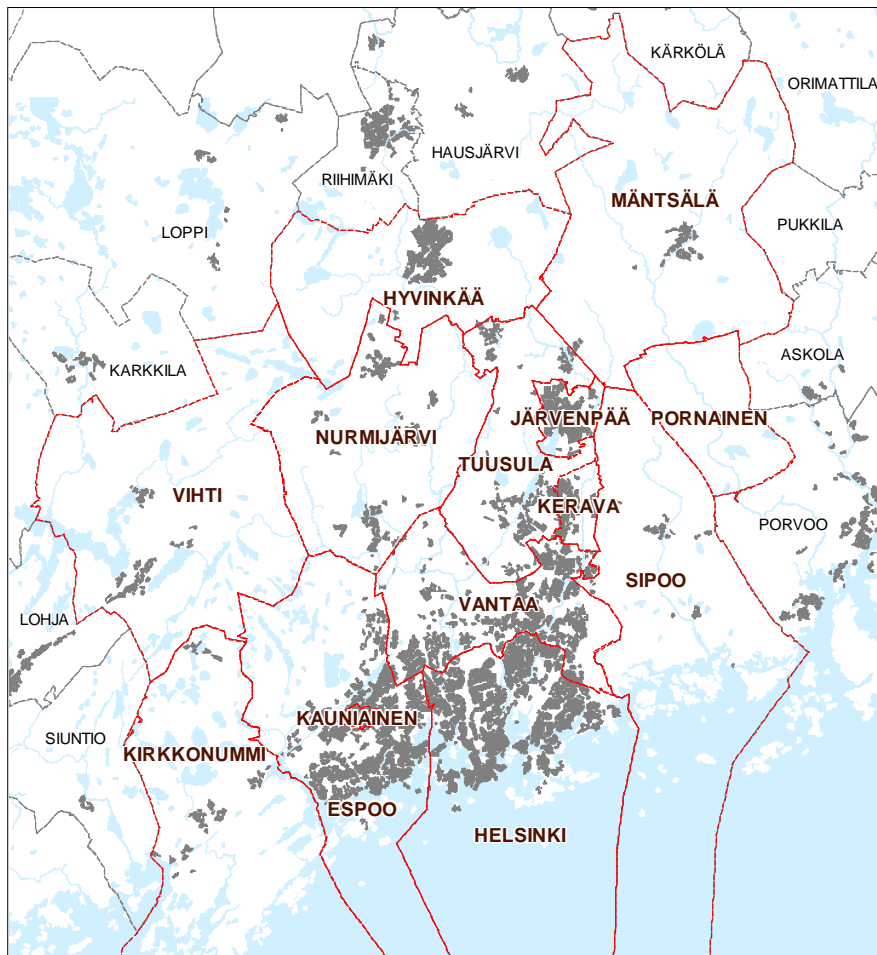 KÄRKÖLÄ
ORIMATTILA
HAUSJÄRVI
RIIHIMÄKI
MÄNTSÄLÄ
PUKKILA
LOPPI
HYVINKÄÄ
ASKOLA
KARKKILA
JÄRVENPÄÄ
PORNAINEN
NURMIJÄRVI
TUUSULA
VIHTI
KERAVA
PORVOO
SIPOO
VANTAA
LOHJA
KAUNIAINEN
SIUNTIO
KIRKKONUMMI
ESPOO
HELSINKI